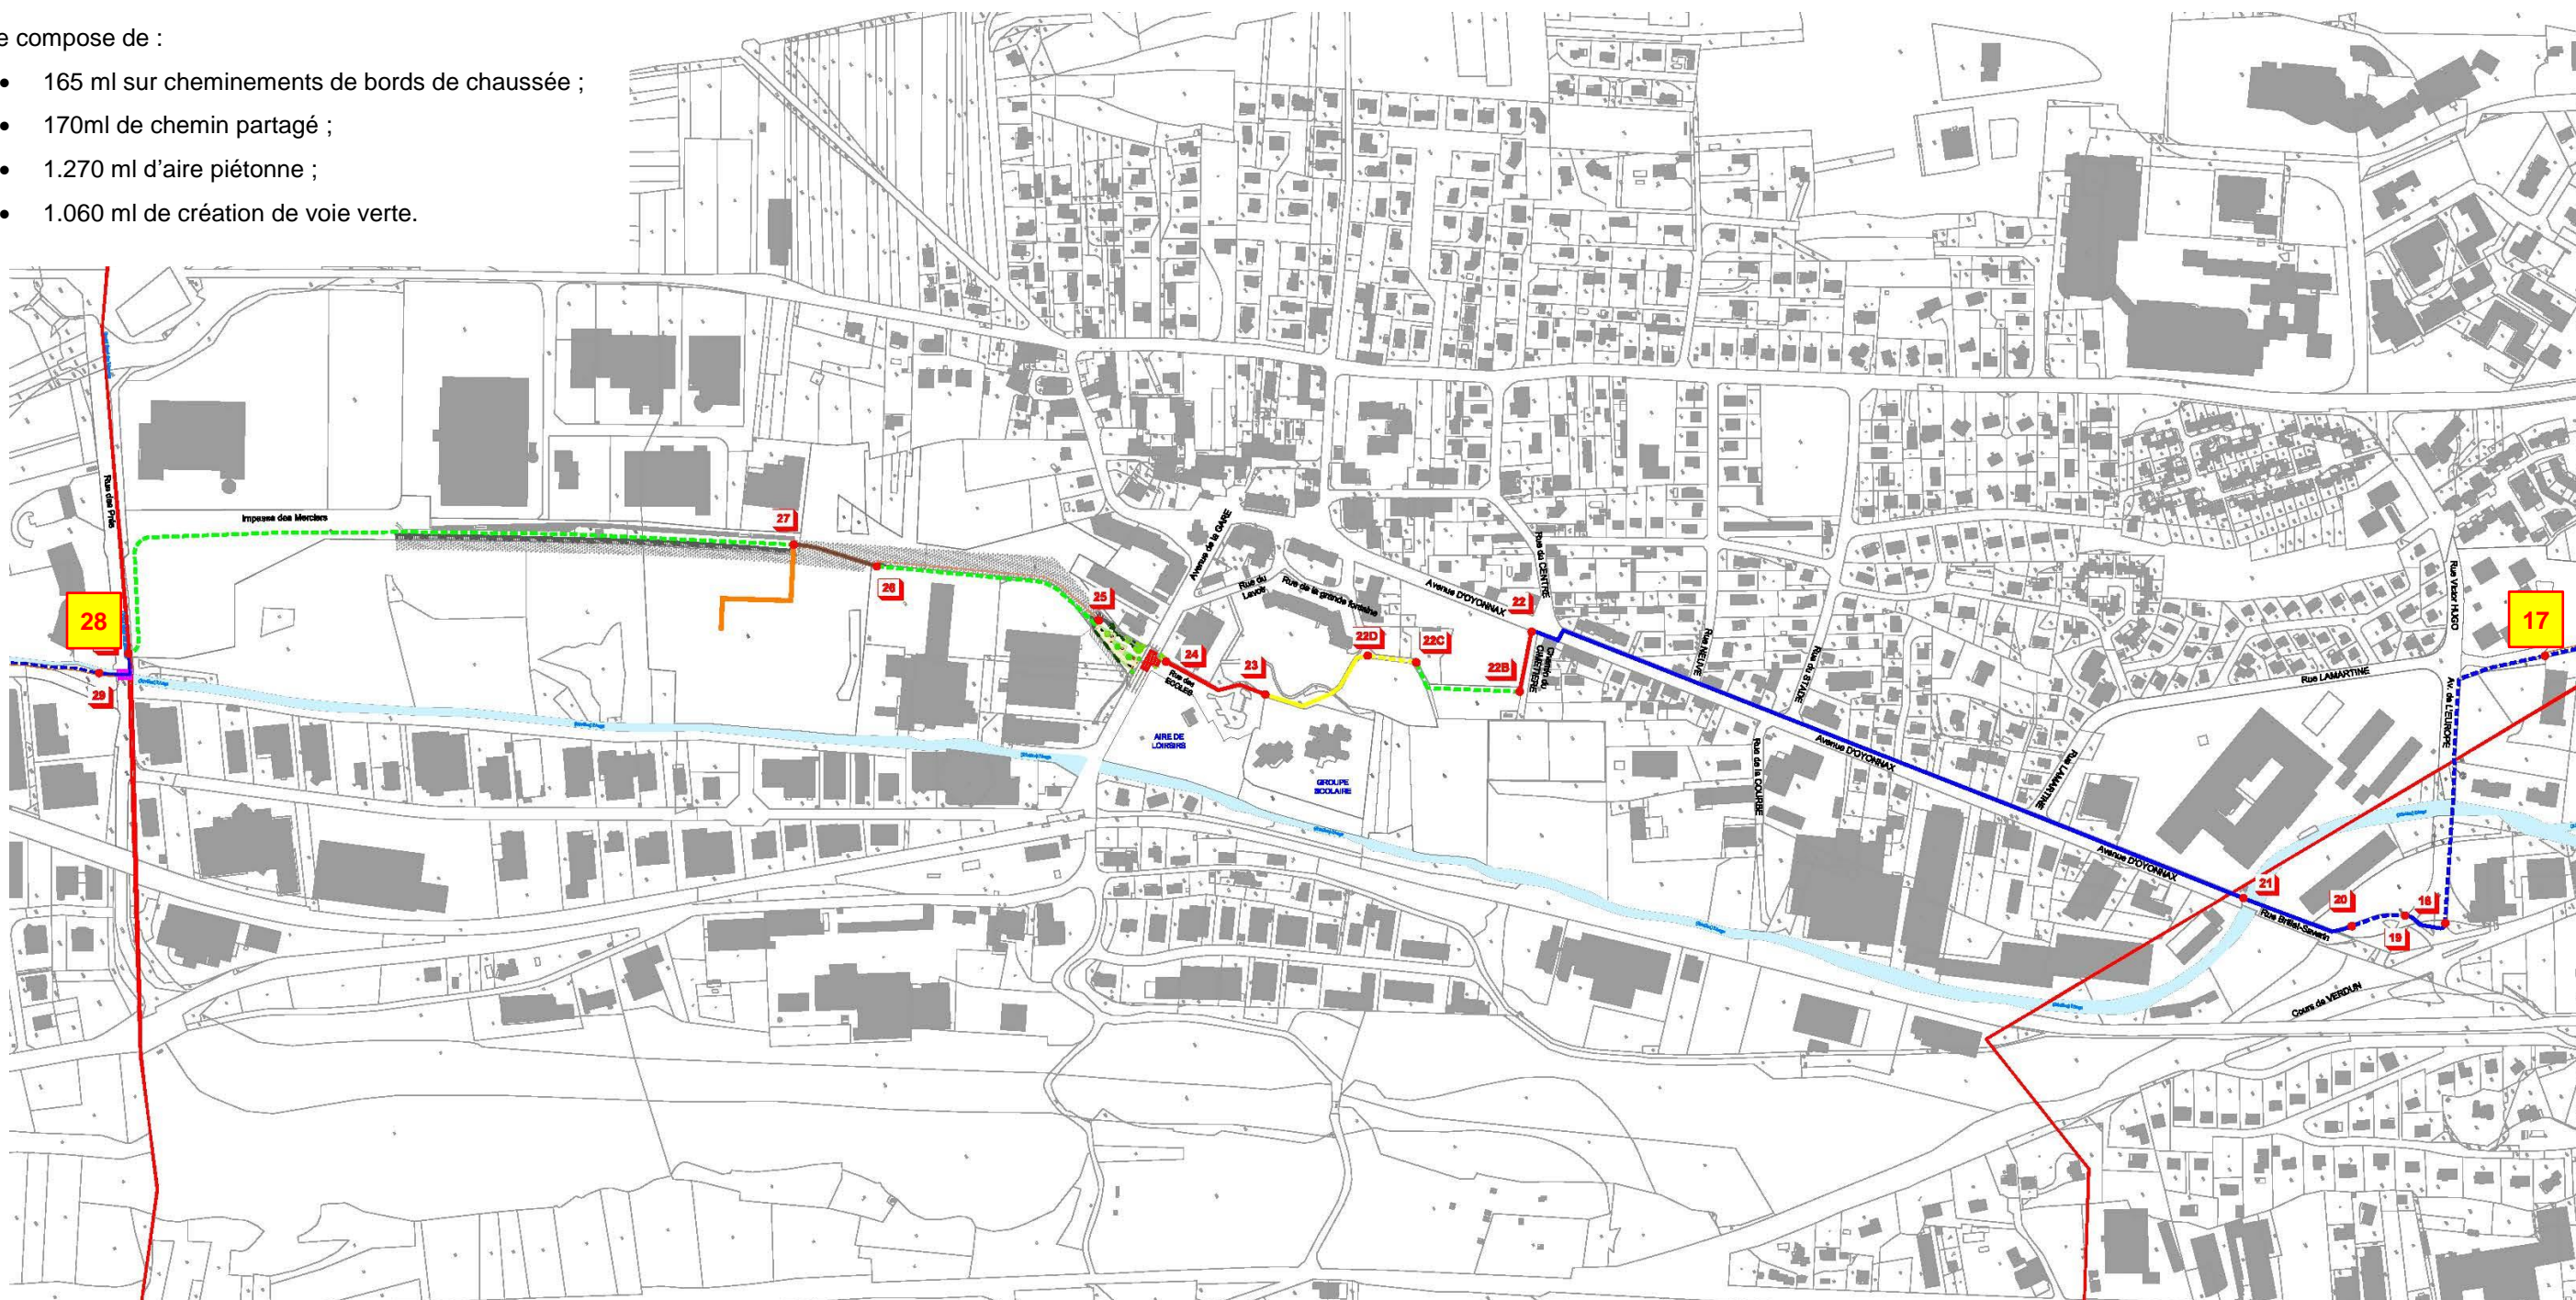 e compose de :
• 165 ml sur cheminements de bords de chaussée ;
• 170ml de chemin partagé ;
• 1.270 ml d'aire piétonne ;
• 1.060 ml de création de voie verte.
Rue des Prés
Impasse des Merciers
27
26
25
28
29
24
23
22D
22C
22B
22
17
21
20
19
18
Avenue de la GARE
Rue du
Lavoir
Rue de la grande fontaine
Rue des
ECOLES
AIRE DE
LOISIRS
GROUPE
SCOLAIRE
Avenue D'OYONNAX
Rue du CENTRE
Chemin du
CIMETIERE
Rue NEUVE
Rue du STADE
Rue de la COURBE
Avenue D'OYONNAX
Rue LAMARTINE
Rue LAMARTINE
Rue Victor HUGO
Av. de L'EUROPE
Avenue D'OYONNAX
Rue Brillat-Savarin
Cours de VERDUN